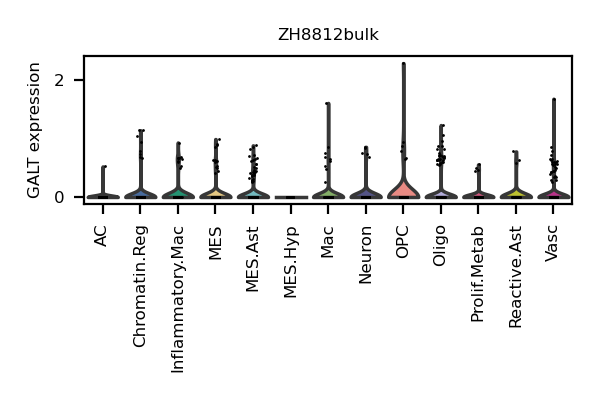 ZH8812bulk
GALT expression
2
0
AC
Chromatin.Reg
Inflammatory.Mac
MES
MES.Ast
MES.Hyp
Mac
Neuron
OPC
Oligo
Prolif.Metab
Reactive.Ast
Vasc